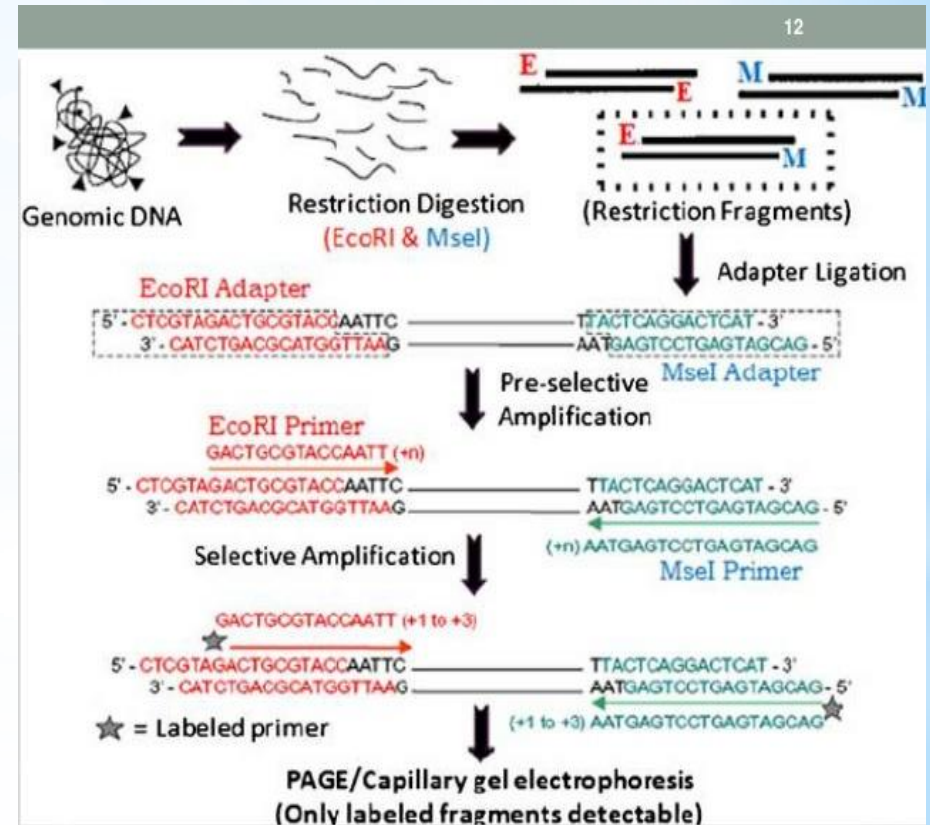 12
E
E
M
M
E
M
Genomic DNA
Restriction Digestion
(EcoRI & MseI)
(Restriction Fragments)
Adapter Ligation
EcoRI Adapter
5'-CTCGTAGACTGCGTACCAATTC
TTACTCAGGACTCAT-3'
3'-CATCTGACGCATGGTTAAG
AATGAGTCCTGAGTAGCAG-5'
MseI Adapter
Pre-selective
Amplification
EcoRI Primer
GACTGCGTACCAATT (+n)
5'-CTCGTAGACTGCGTACCAATTC
TTACTCAGGACTCAT-3'
3'-CATCTGACGCATGGTTAAG
AATGAGTCCTGAGTAGCAG-5'
(+n) AATGAGTCCTGAGTAGCAG
MseI Primer
Selective Amplification
GACTGCGTACCAATT (+1 to +3)
5'-CTCGTAGACTGCGTACCAATTC
TTACTCAGGACTCAT-3'
3'-CATCTGACGCATGGTTAAG
AATGAGTCCTGAGTAGCAG-5'
(+1 to +3) AATGAGTCCTGAGTAGCAG
= Labeled primer
PAGE/Capillary gel electrophoresis
(Only labeled fragments detectable)